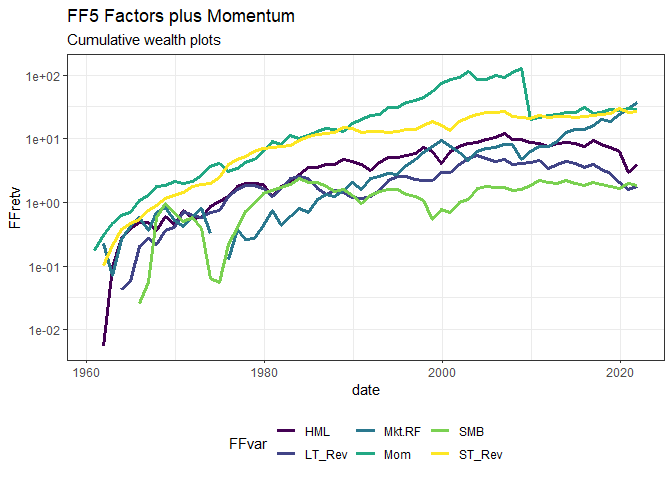 FF5 Factors plus Momentum
Cumulative wealth plots
1e+02
1e+01
1e+00
1e-01
1e-02
FFretv
1960 1980 2000 2020
date
FFvar
HML Mkt.RF SMB
LT_Rev Mom ST_Rev